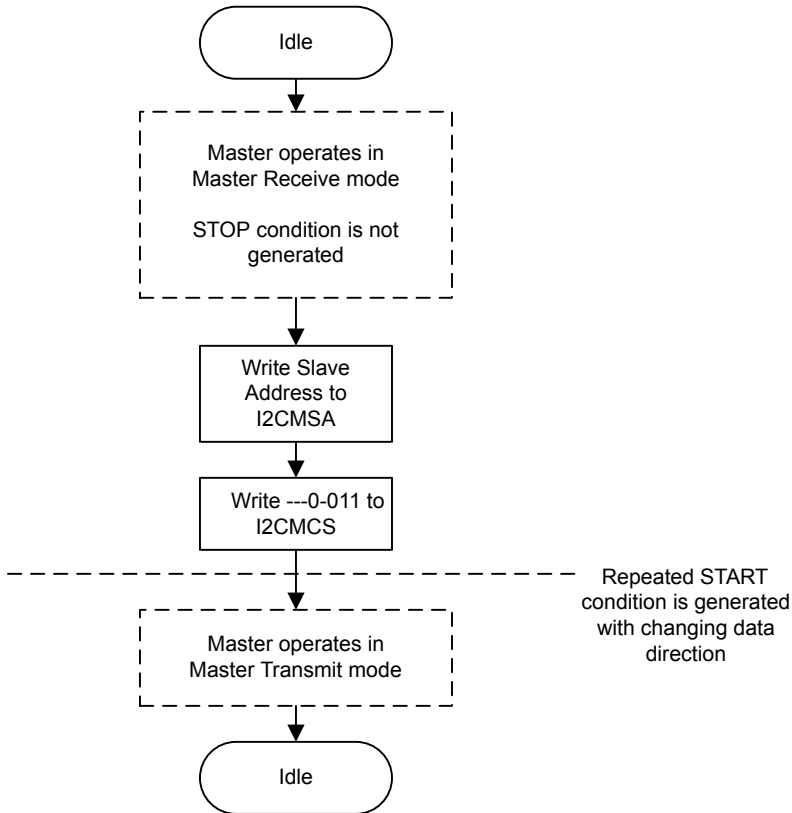 Idle
Master operates in
Master Receive mode
STOP condition is not
generated
Write Slave
Address to
I2CMSA
Write ---0-011 to
I2CMCS
Repeated START
condition is generated
with changing data
direction
Master operates in
Master Transmit mode
Idle